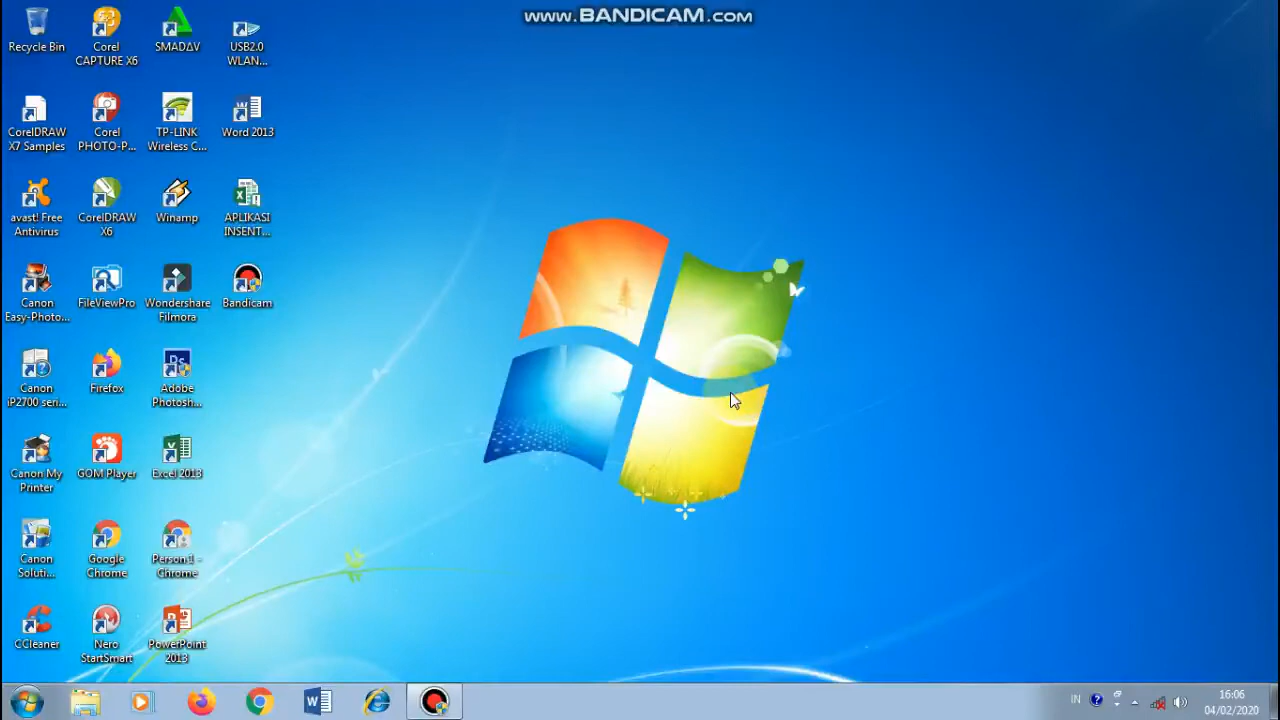 www.BANDICAM.com
Recycle Bin
Corel
CAPTURE X6
SMADΔV
USB2.0
WLAN...
CorelDRAW
X7 Samples
Corel
PHOTO-P...
TP-LINK
Wireless C...
Word 2013
avast! Free
Antivirus
CorelDRAW
X6
Winamp
APLIKASI
INSENT...
Canon
Easy-Photo...
FileViewPro
Wondershare
Filmora
Bandicam
Canon
iP2700 seri...
Firefox
Adobe
Photosh...
Canon My
Printer
GOM Player
Excel 2013
Canon
Soluti...
Google
Chrome
Person 1 -
Chrome
CCleaner
Nero
StartSmart
PowerPoint
2013
IN
16:06
04/02/2020